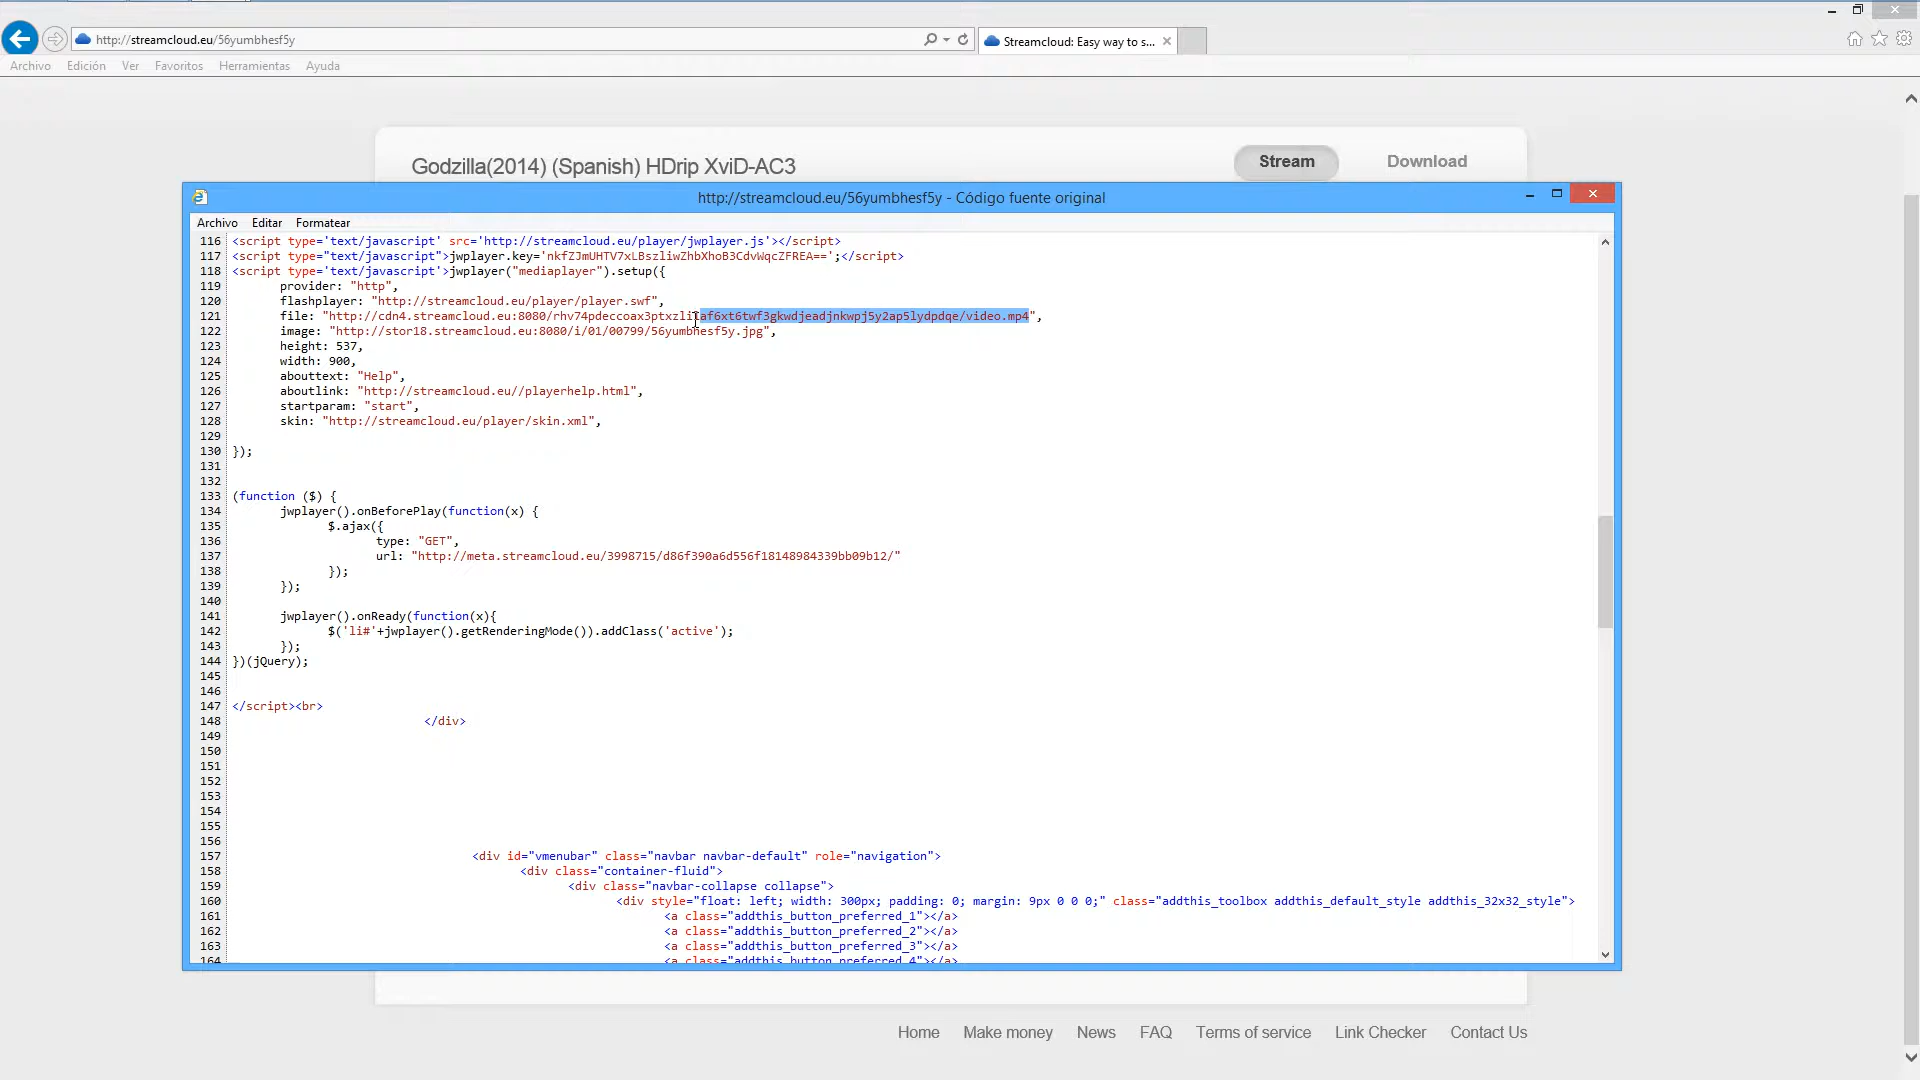 http://streamcloud.eu/56yumbhesf5y
Streamcloud: Easy way to s...
Archivo Edición Ver Favoritos Herramientas Ayuda
Godzilla(2014) (Spanish) HDrip XviD-AC3
Stream
Download
http://streamcloud.eu/56yumbhesf5y - Código fuente original
Archivo Editar Formatear
116 <script type='text/javascript' src='http://streamcloud.eu/player/jwplayer.js'></script>
117 <script type="text/javascript">jwplayer.key='nkfZJmUHTV7xLBszliwZhbXhoB3CdvWqcZFREA==';</script>
118 <script type='text/javascript'>jwplayer("mediaplayer").setup({
119 provider: "http",
120 flashplayer: "http://streamcloud.eu/player/player.swf",
121 file:
122 image: "http://stor18.streamcloud.eu:8080/i/01/00799/56yumbhesf5y.jpg",
123 height: 537,
124 width: 900,
125 abouttext: "Help",
126 aboutlink: "http://streamcloud.eu//playerhelp.html",
127 startparam: "start",
128 skin: "http://streamcloud.eu/player/skin.xml",
129
130 });
131
132
133 (function ($) {
134 jwplayer().onBeforePlay(function(x) {
135 $.ajax({
136 type: "GET",
137 url: "http://meta.streamcloud.eu/3998715/d86f390a6d556f18148984339bb09b12/"
138 });
139 });
140
141 jwplayer().onReady(function(x){
142 $('li#'+jwplayer().getRenderingMode()).addClass('active');
143 });
144 })(jQuery);
145
146
147 </script><br>
148 </div>
149
150
151
152
153
154
155
156
157 <div id="vmenubar" class="navbar navbar-default" role="navigation">
158 <div class="container-fluid">
159 <div class="navbar-collapse collapse">
160 <div style="float: left; width: 300px; padding: 0; margin: 9px 0 0 0;" class="addthis_toolbox addthis_default_style addthis_32x32_style">
161 <a class="addthis_button_preferred_1"></a>
162 <a class="addthis_button_preferred_2"></a>
163 <a class="addthis_button_preferred_3"></a>
164 <a class="addthis_button_preferred_4"></a>
Home Make money News FAQ Terms of service Link Checker Contact Us